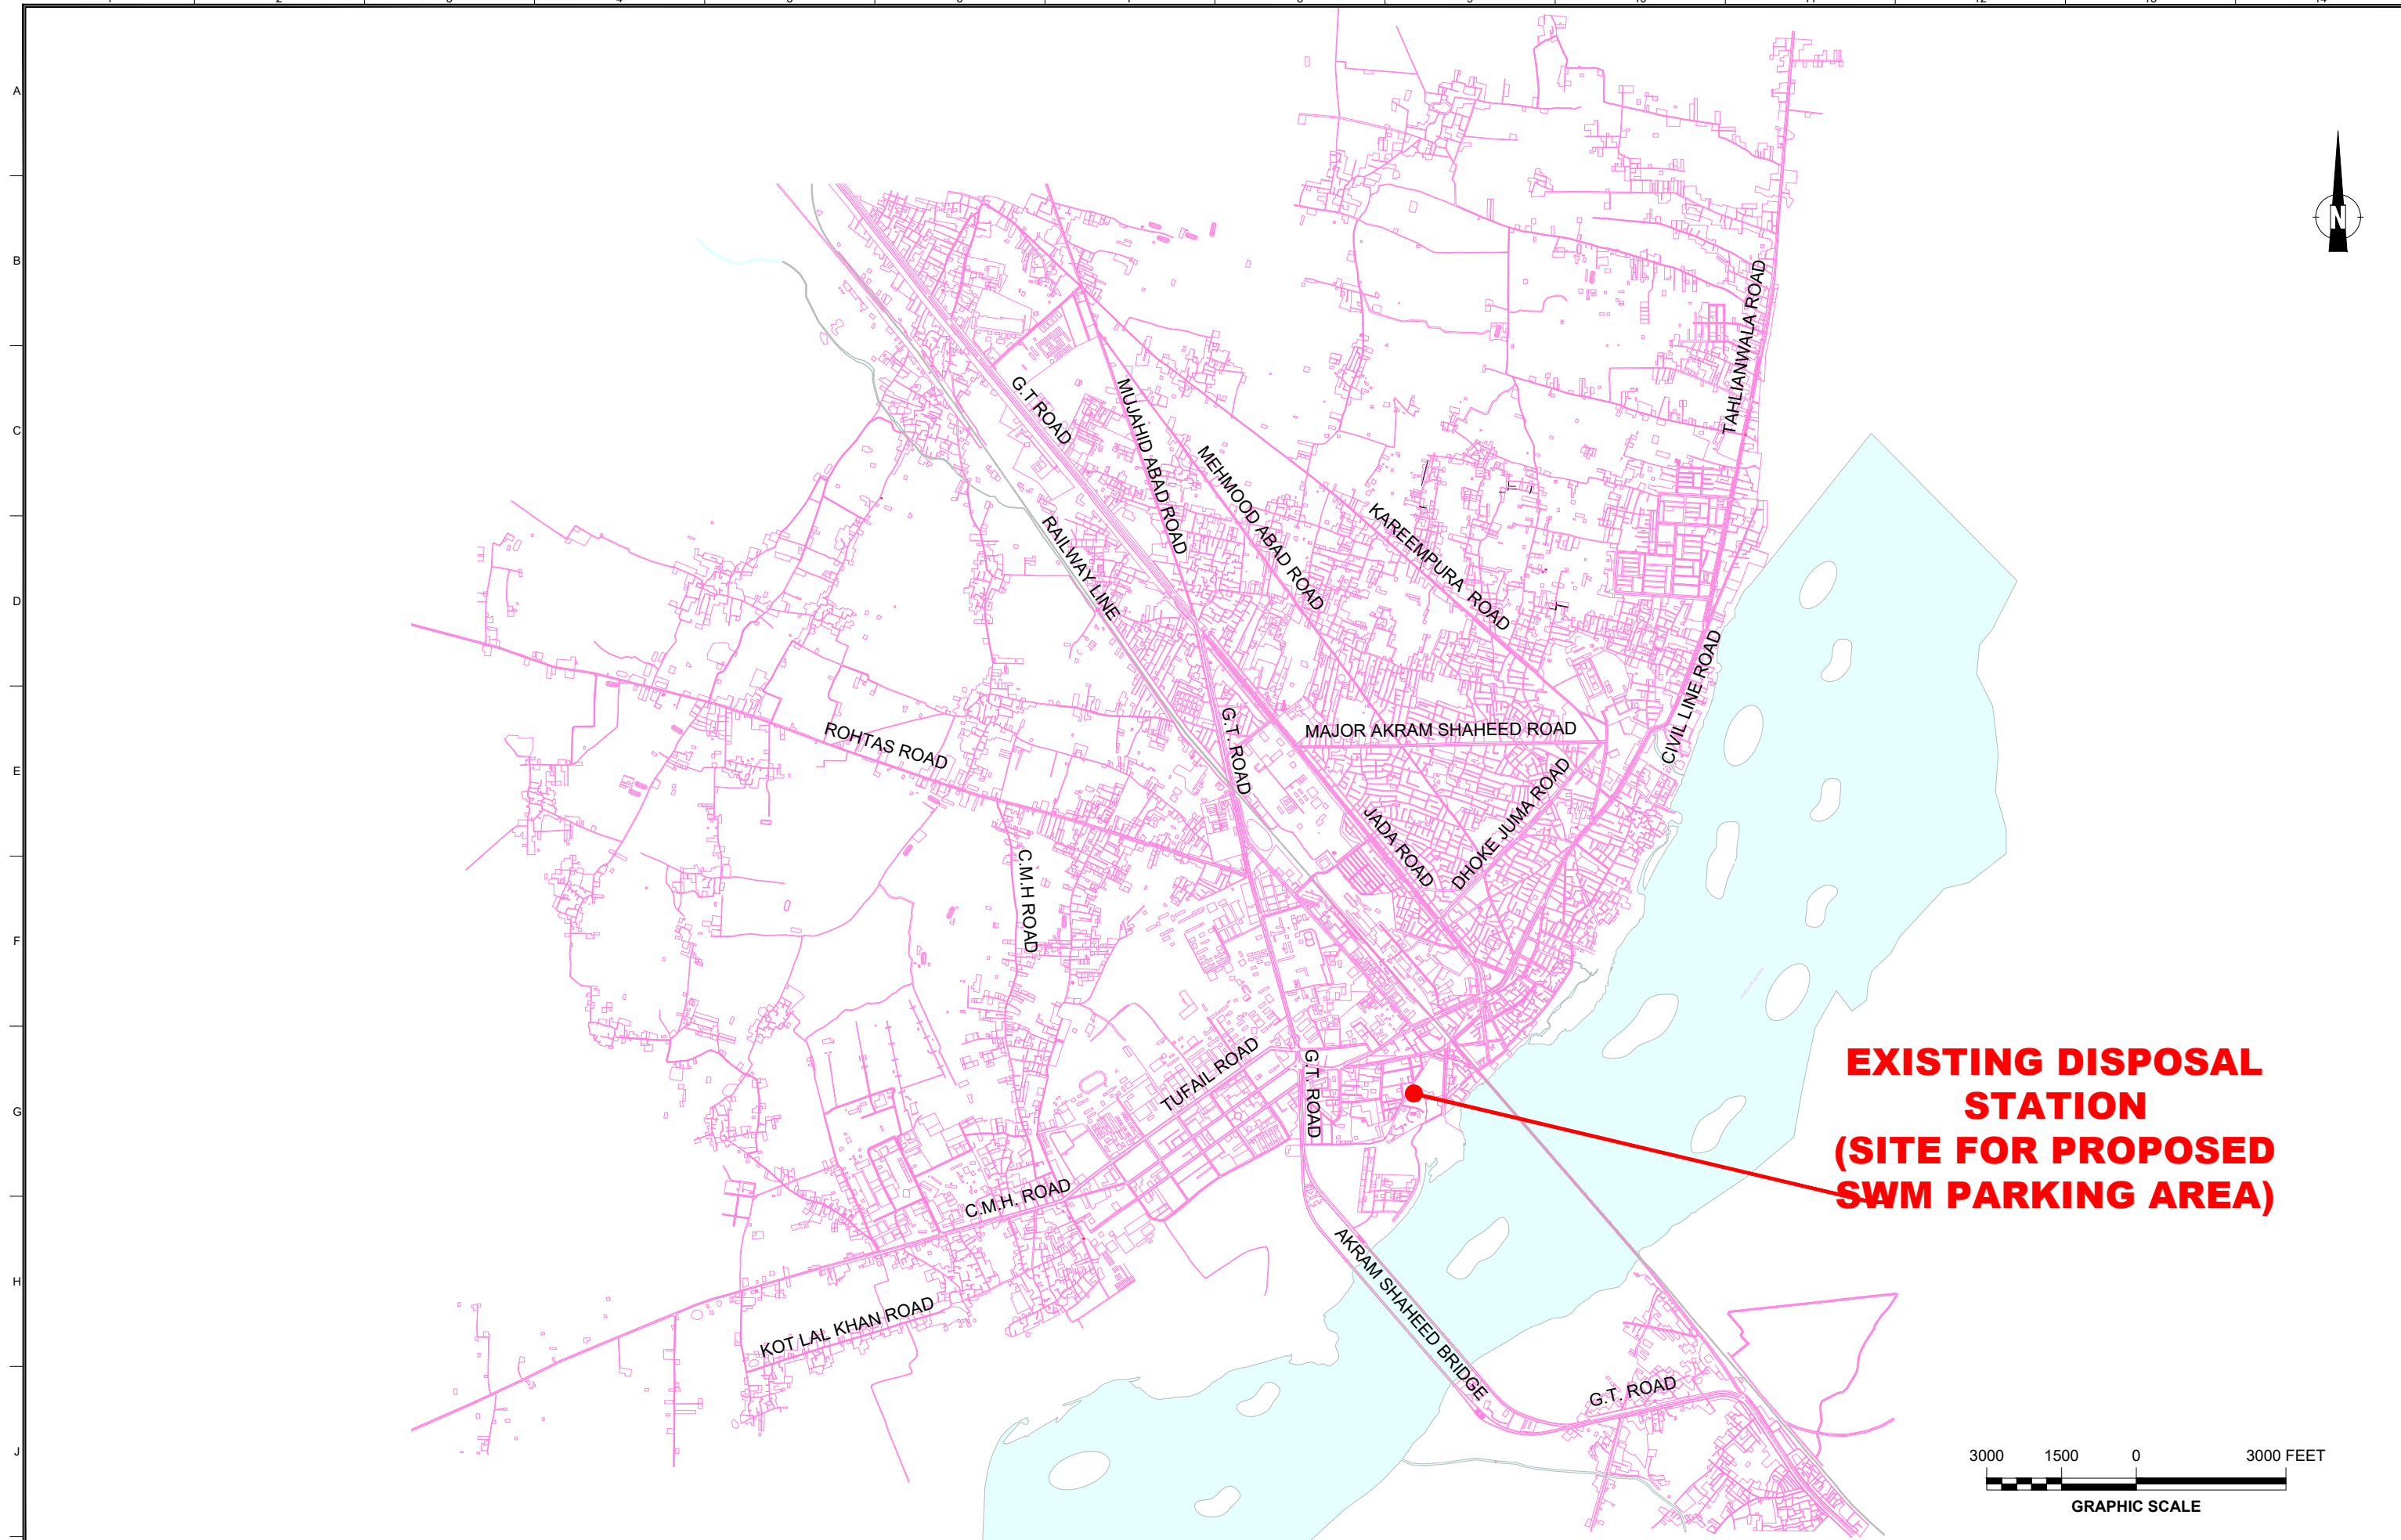 A
B
C
D
E
F
G
H
J
N
TAHLIANWALA ROAD
G.T ROAD
MUJAHID ABAD ROAD
MEHMOOD ABAD ROAD
KAREEMPURA ROAD
RAILWAY LINE
CIVIL LINE ROAD
G.T. ROAD
MAJOR AKRAM SHAHEED ROAD
ROHTAS ROAD
JADA ROAD
DHOKE JUMA ROAD
C.M.H ROAD
TUFAIL ROAD
G.T. ROAD
EXISTING DISPOSAL
STATION
(SITE FOR PROPOSED
SWM PARKING AREA)
C.M.H. ROAD
AKRAM SHAHEED BRIDGE
KOT LAL KHAN ROAD
G.T. ROAD
3000 1500 0 3000 FEET
GRAPHIC SCALE